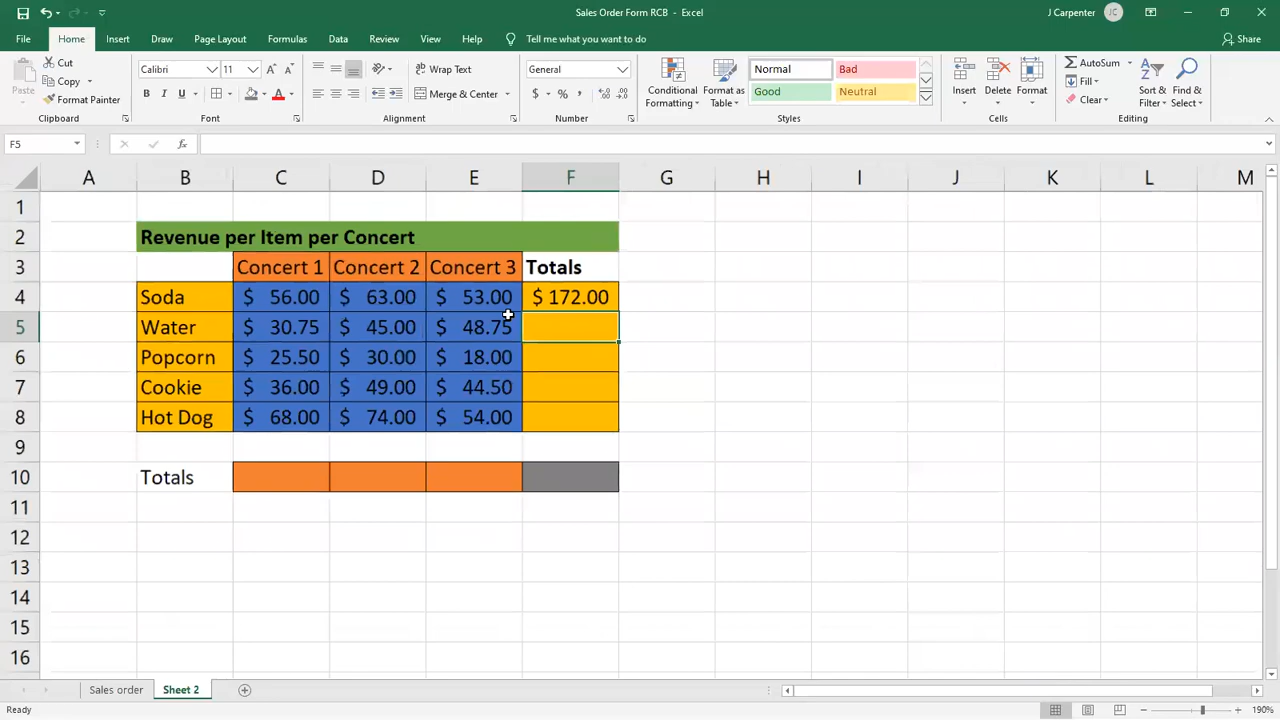 Sales Order Form RCB - Excel
J Carpenter JC
File Home Insert Draw Page Layout Formulas Data Review View Help Tell me what you want to do Share
Paste Cut Calibri 11 Wrap Text General Conditional Formatting Format as Table Normal Bad Insert Delete Format AutoSum Sort & Filter Find & Select
Copy Fill
Format Painter B I U A Merge & Center $ % , Good Neutral Clear
Clipboard Font Alignment Number Styles Cells Editing
F5 fx
A B C D E F G H I J K L M
1
2 Revenue per Item per Concert
3 Concert 1 Concert 2 Concert 3 Totals
4 Soda $ 56.00 $ 63.00 $ 53.00 $ 172.00
5 Water $ 30.75 $ 45.00 $ 48.75
6 Popcorn $ 25.50 $ 30.00 $ 18.00
7 Cookie $ 36.00 $ 49.00 $ 44.50
8 Hot Dog $ 68.00 $ 74.00 $ 54.00
9
10 Totals
11
12
13
14
15
16
Sales order Sheet 2
Ready 190%